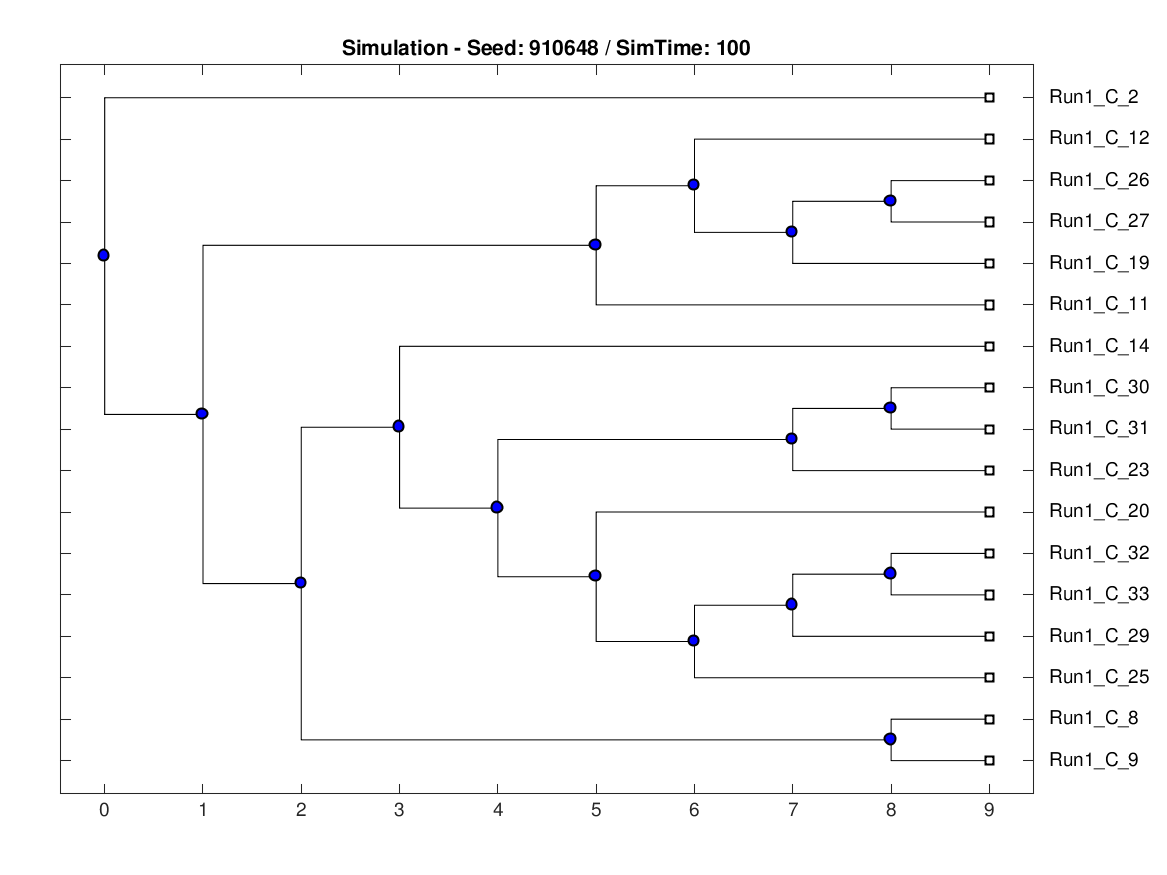 Simulation - Seed: 910648 / SimTime: 100
Run1_C_2
Run1_C_12
Run1_C_26
Run1_C_27
Run1_C_19
Run1_C_11
Run1_C_14
Run1_C_30
Run1_C_31
Run1_C_23
Run1_C_20
Run1_C_32
Run1_C_33
Run1_C_29
Run1_C_25
Run1_C_8
Run1_C_9
0 1 2 3 4 5 6 7 8 9